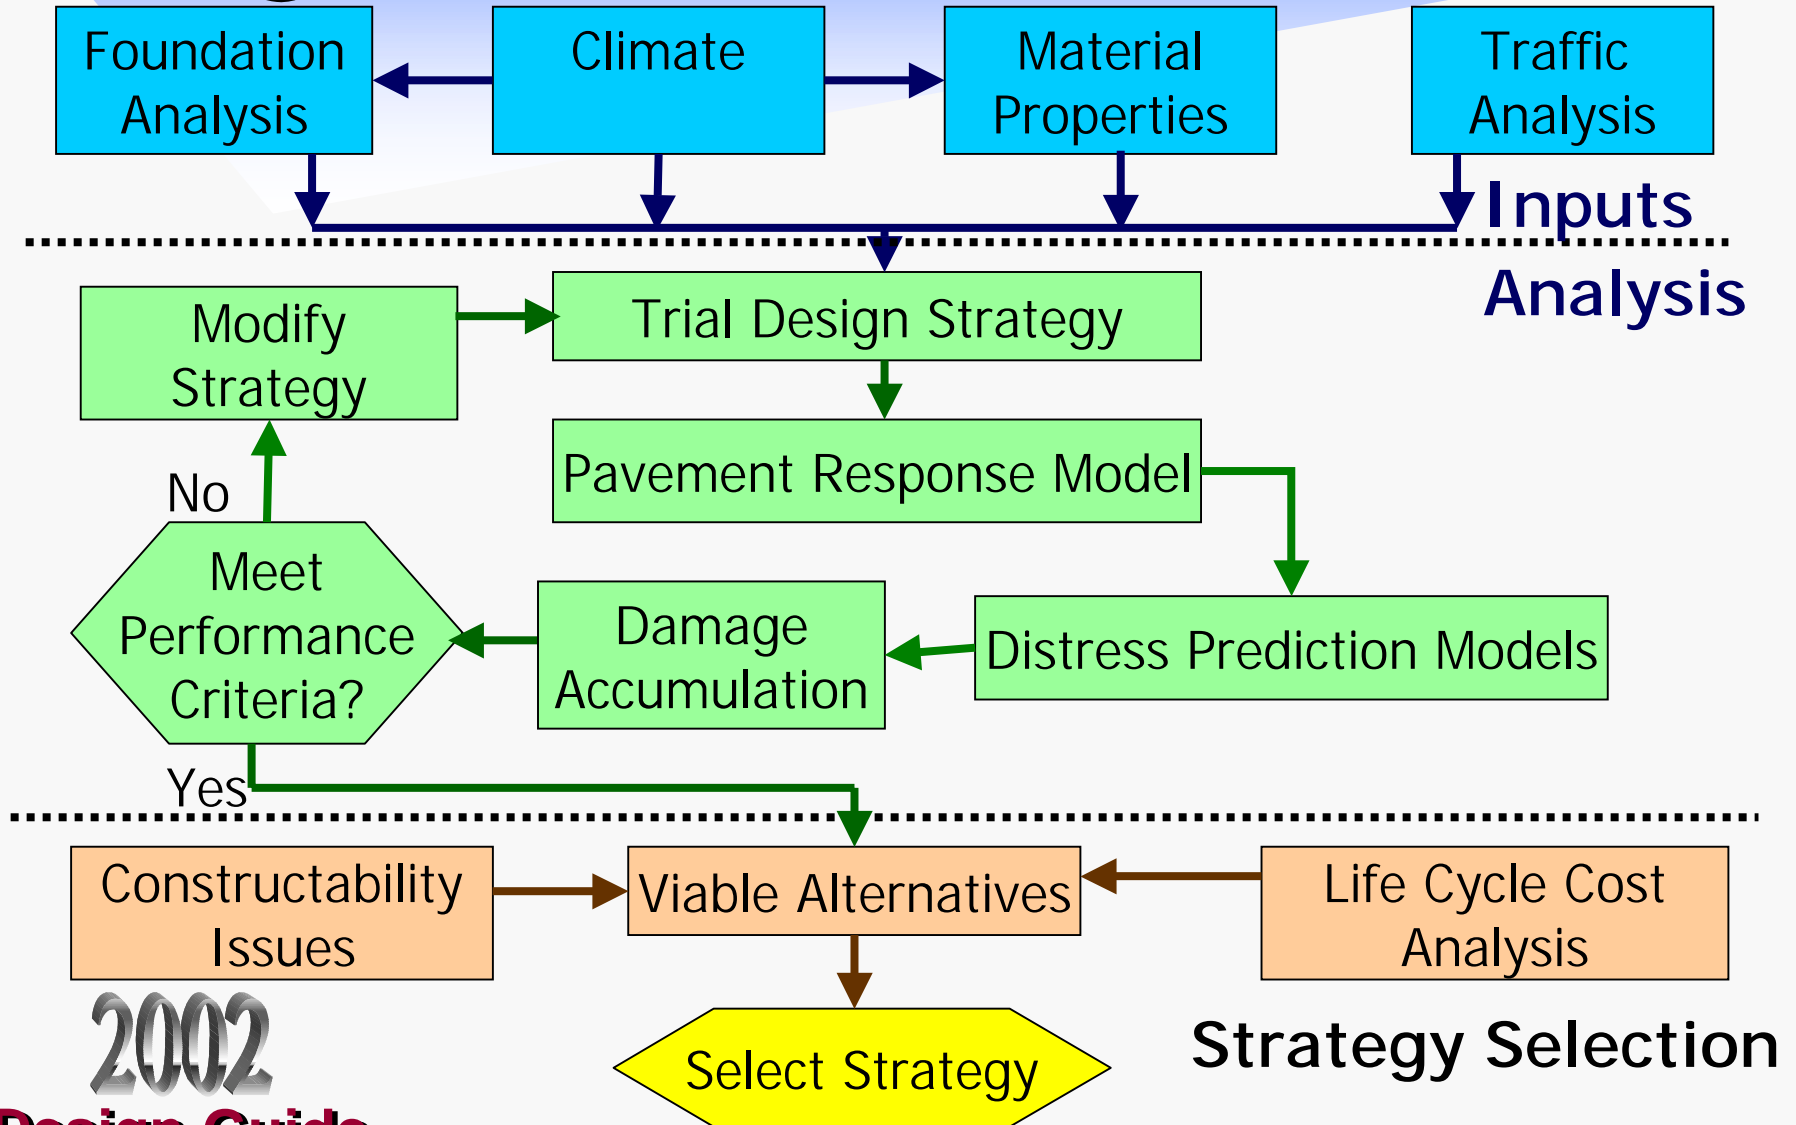 Foundation
Analysis
Climate
Material
Properties
Traffic
Analysis
Inputs
Analysis
Modify
Strategy
Trial Design Strategy
Pavement Response Model
No
Meet
Performance
Criteria?
Damage
Accumulation
Distress Prediction Models
Yes
Constructability
Issues
Viable Alternatives
Life Cycle Cost
Analysis
2002
Design Guide
Select Strategy
Strategy Selection